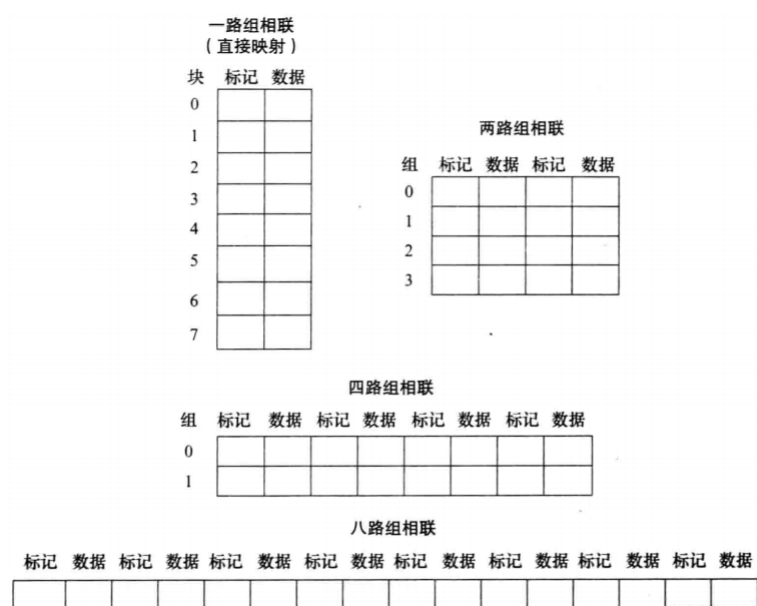 一路组相联
（直接映射）
块 标记 数据
0
1
2
3
4
5
6
7
两路组相联
组 标记 数据 标记 数据
0
1
2
3
四路组相联
组 标记 数据 标记 数据 标记 数据 标记 数据
0
1
八路组相联
标记 数据 标记 数据 标记 数据 标记 数据 标记 数据 标记 数据 标记 数据 标记 数据